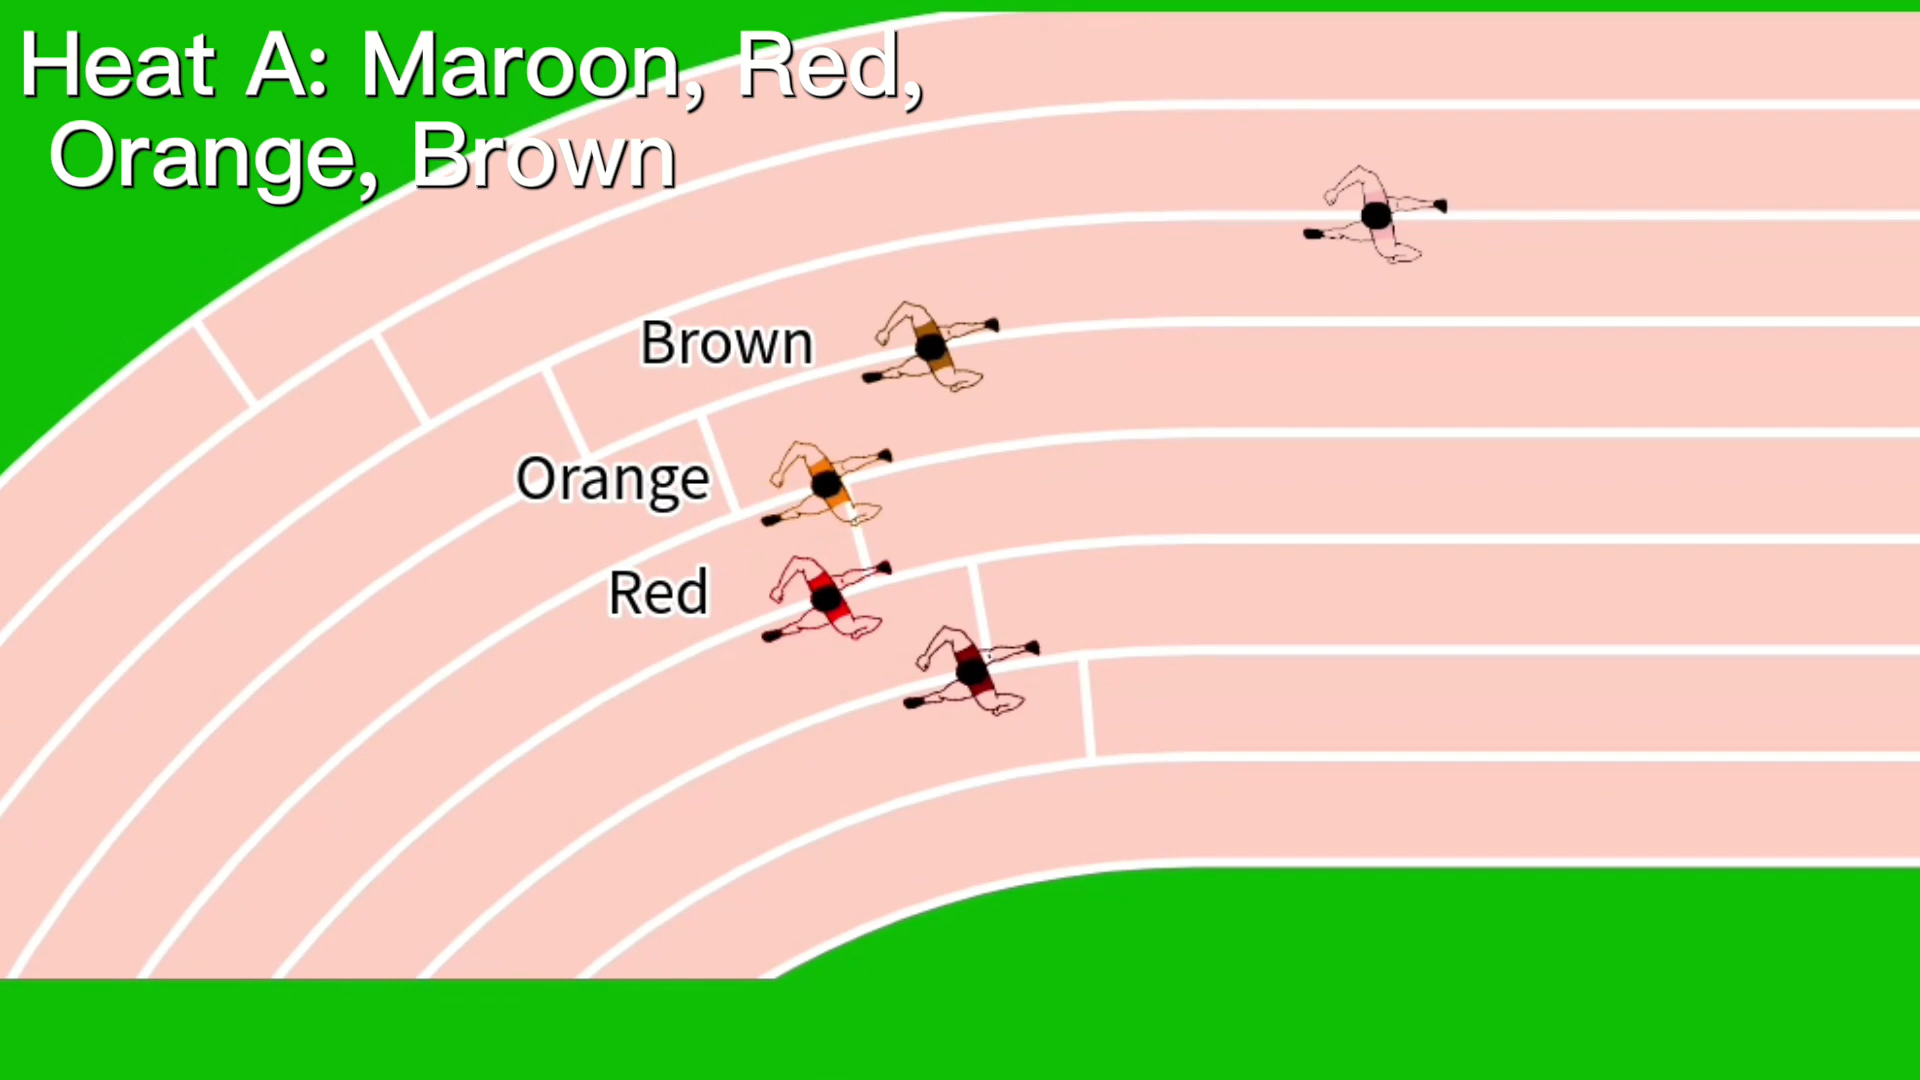 Heat A: Maroon, Red,
Orange, Brown
Brown
Orange
Red